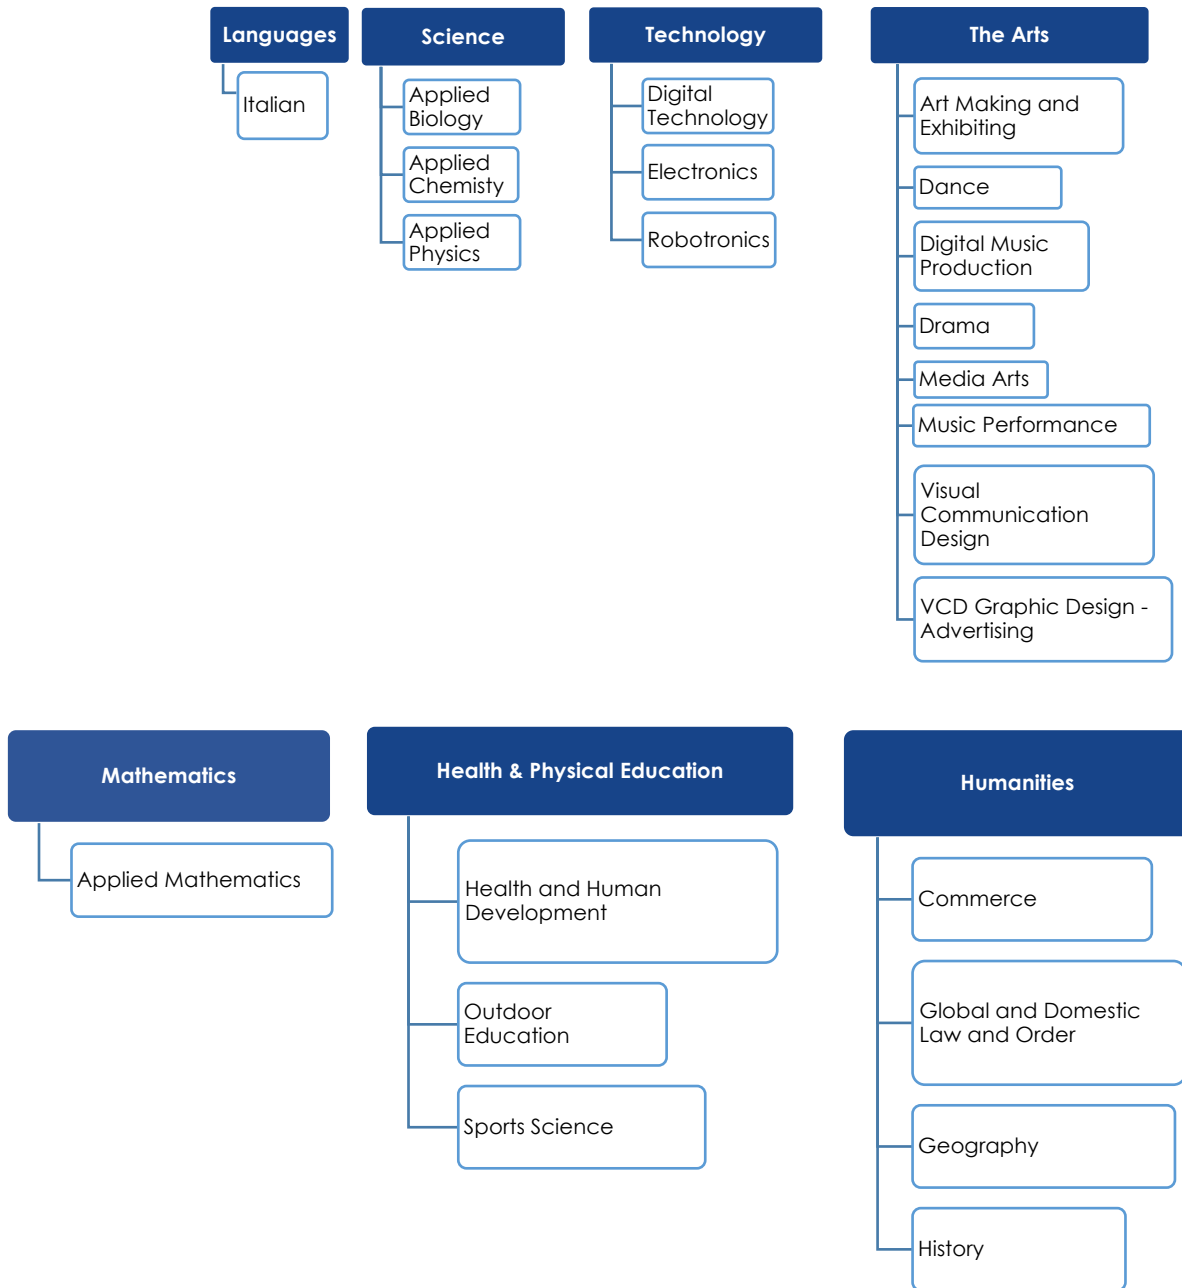 Languages
Italian
Science
Applied
Biology
Applied
Chemisty
Applied
Physics
Technology
Digital
Technology
Electronics
Robotronics
The Arts
Art Making and
Exhibiting
Dance
Digital Music
Production
Drama
Media Arts
Music Performance
Visual
Communication
Design
VCD Graphic Design -
Advertising
Mathematics
Applied Mathematics
Health & Physical Education
Health and Human
Development
Outdoor
Education
Sports Science
Humanities
Commerce
Global and Domestic
Law and Order
Geography
History